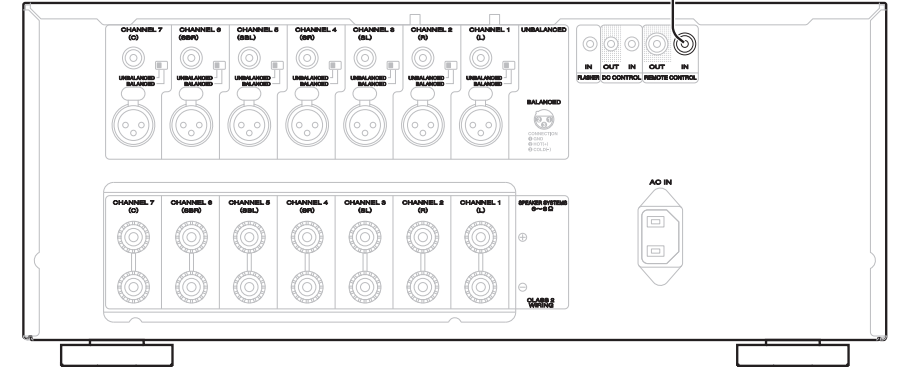 CHANNEL 7
(C)
CHANNEL 6
(SBR)
CHANNEL 5
(SBL)
CHANNEL 4
(SR)
CHANNEL 3
(SL)
CHANNEL 2
(R)
CHANNEL 1
(L)
UNBALANCED
UNBALANCED
BALANCED
UNBALANCED
BALANCED
UNBALANCED
BALANCED
UNBALANCED
BALANCED
UNBALANCED
BALANCED
UNBALANCED
BALANCED
UNBALANCED
BALANCED
BALANCED
CONNECTION
IN OUT IN OUT IN
FLASHER DC CONTROL REMOTE CONTROL
AC IN
CHANNEL 7
(C)
CHANNEL 6
(SBR)
CHANNEL 5
(SBL)
CHANNEL 4
(SR)
CHANNEL 3
(SL)
CHANNEL 2
(R)
CHANNEL 1
(L)
SPEAKER SYSTEMS
6～8 Ω
⊕
⊖
CLASS 2
WIRING